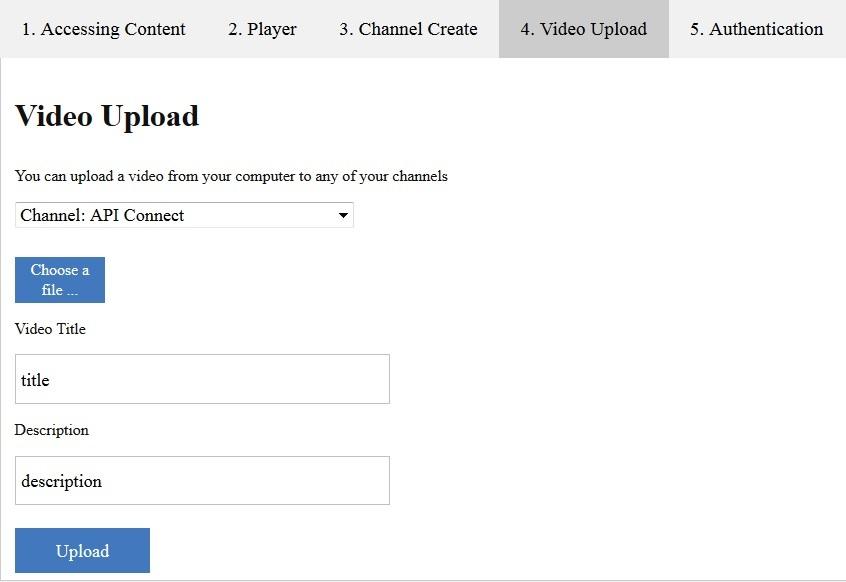 1. Accessing Content 2. Player 3. Channel Create 4. Video Upload 5. Authentication
Video Upload
You can upload a video from your computer to any of your channels
Channel: API Connect
Choose a
file ...
Video Title
title
Description
description
Upload